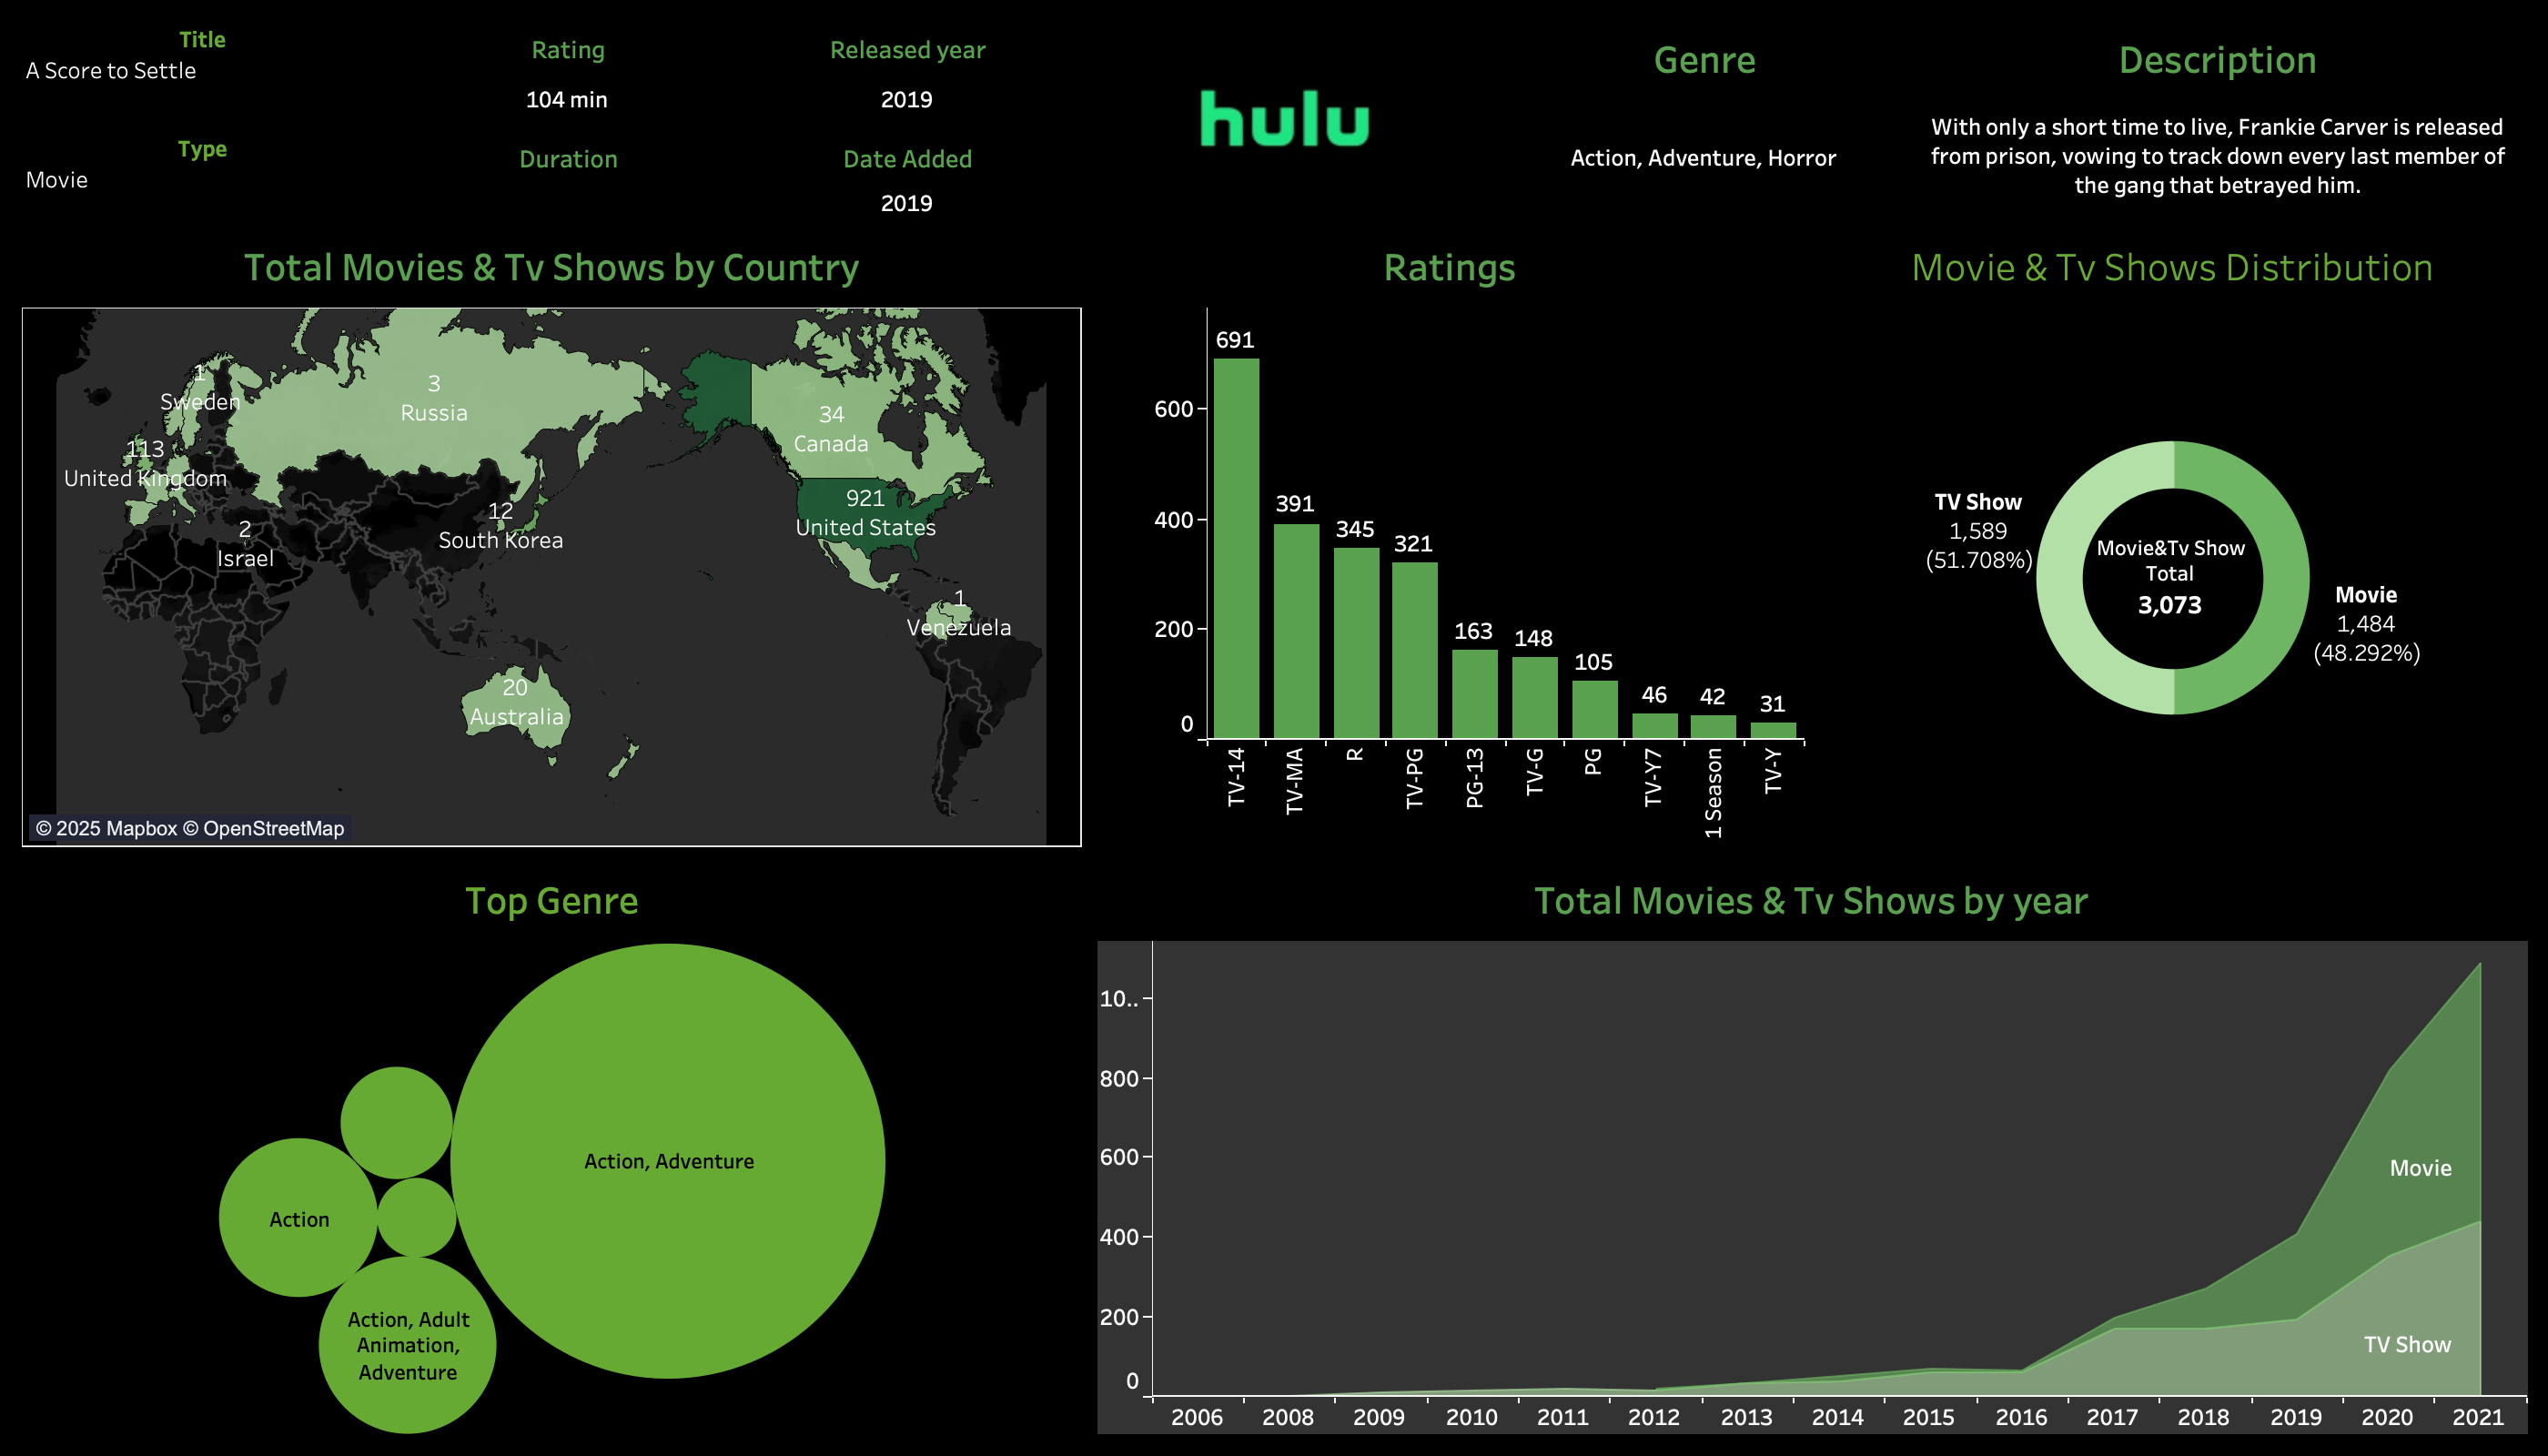 Title
A Score to Settle
Type
Movie
Rating
104 min
Duration
Released year
2019
Date Added
2019
hulu
Genre
Action, Adventure, Horror
Description
With only a short time to live, Frankie Carver is released
from prison, vowing to track down every last member of
the gang that betrayed him.
Total Movies & Tv Shows by Country
1
Sweden
3
Russia
34
Canada
113
United Kingdom
921
United States
12
South Korea
2
Israel
1
Venezuela
20
Australia
© 2025 Mapbox © OpenStreetMap
Ratings
691
391
345
321
163
148
105
46
42
31
600
400
200
0
TV-14
TV-MA
R
TV-PG
PG-13
TV-G
PG
TV-Y7
1 Season
TV-Y
Movie & Tv Shows Distribution
TV Show
1,589
(51.708%)
Movie&Tv Show
Total
3,073
Movie
1,484
(48.292%)
Top Genre
Action, Adventure
Action
Action, Adult
Animation,
Adventure
Total Movies & Tv Shows by year
10..
800
600
400
200
0
Movie
TV Show
2006
2008
2009
2010
2011
2012
2013
2014
2015
2016
2017
2018
2019
2020
2021